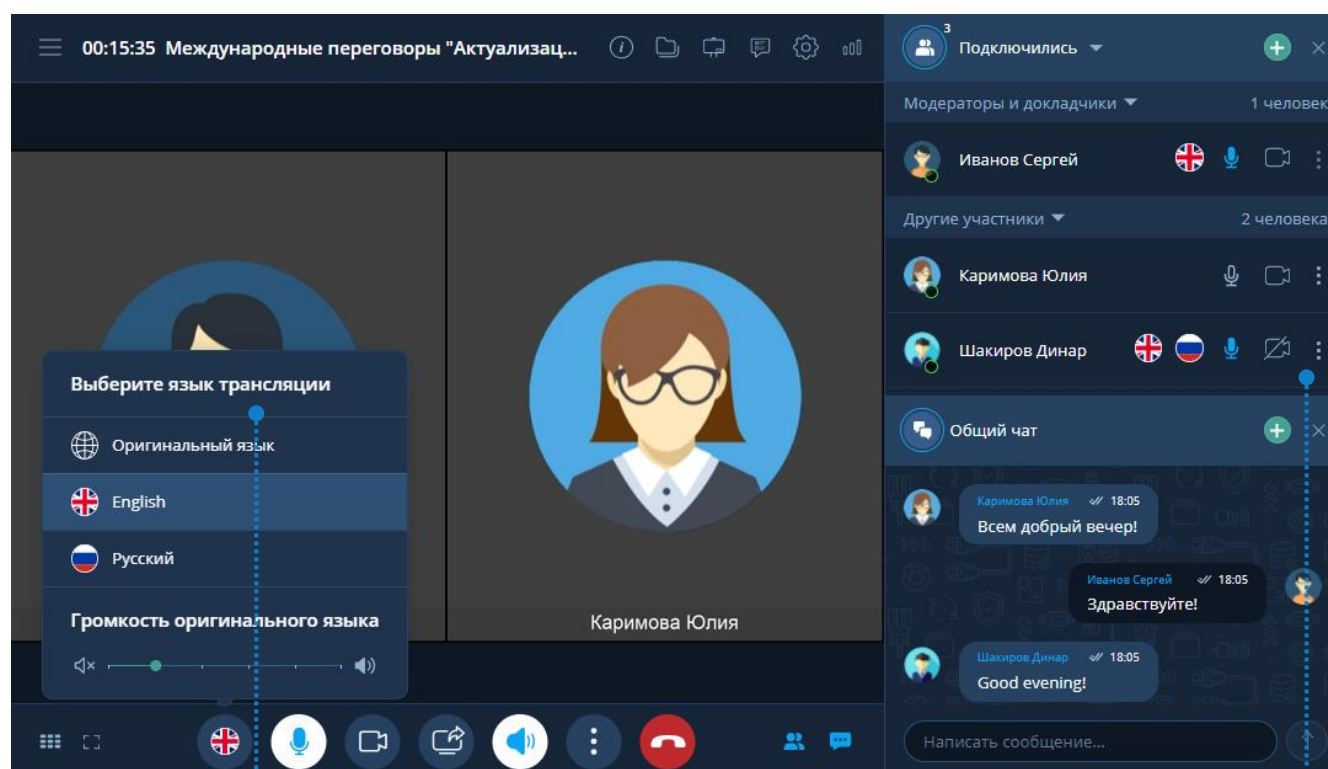 00:15:35 Международные переговоры "Актуализац...
3
Подключились
Модераторы и докладчики
1 человек
Иванов Сергей
Другие участники
2 человека
Каримова Юлия
Шакиров Динар
Выберите язык трансляции
Оригинальный язык
English
Русский
Громкость оригинального языка
Каримова Юлия
Общий чат
Каримова Юлия 18:05
Всем добрый вечер!
Иванов Сергей 18:05
Здравствуйте!
Шакиров Динар 18:05
Good evening!
Написать сообщение...